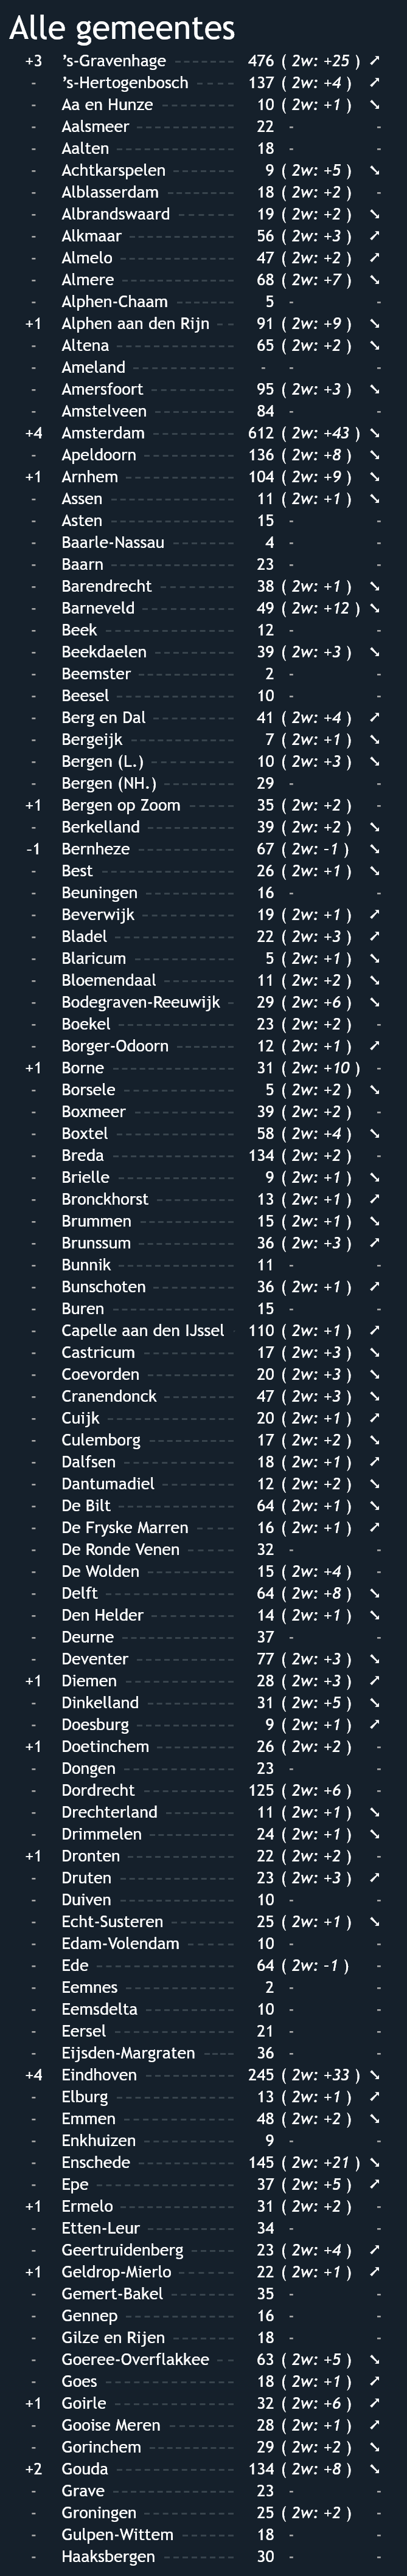 Alle gemeentes
+3 's-Gravenhage 476 ( 2w: +25 ) ↗
- 's-Hertogenbosch 137 ( 2w: +4 ) ↗
- Aa en Hunze 10 ( 2w: +1 ) ↘
- Aalsmeer 22 - -
- Aalten 18 - -
- Achtkarspelen 9 ( 2w: +5 ) ↘
- Alblasserdam 18 ( 2w: +2 ) -
- Albrandswaard 19 ( 2w: +2 ) ↘
- Alkmaar 56 ( 2w: +3 ) ↗
- Almelo 47 ( 2w: +2 ) ↗
- Almere 68 ( 2w: +7 ) ↘
- Alphen-Chaam 5 - -
+1 Alphen aan den Rijn 91 ( 2w: +9 ) ↘
- Altena 65 ( 2w: +2 ) ↘
- Ameland - - -
- Amersfoort 95 ( 2w: +3 ) ↘
- Amstelveen 84 - -
+4 Amsterdam 612 ( 2w: +43 ) ↘
- Apeldoorn 136 ( 2w: +8 ) ↘
+1 Arnhem 104 ( 2w: +9 ) ↘
- Assen 11 ( 2w: +1 ) ↘
- Asten 15 - -
- Baarle-Nassau 4 - -
- Baarn 23 - -
- Barendrecht 38 ( 2w: +1 ) ↘
- Barneveld 49 ( 2w: +12 ) ↘
- Beek 12 - -
- Beekdaelen 39 ( 2w: +3 ) ↘
- Beemster 2 - -
- Beesel 10 - -
- Berg en Dal 41 ( 2w: +4 ) ↗
- Bergeijk 7 ( 2w: +1 ) ↘
- Bergen (L.) 10 ( 2w: +3 ) ↘
- Bergen (NH.) 29 - -
+1 Bergen op Zoom 35 ( 2w: +2 ) -
- Berkelland 39 ( 2w: +2 ) ↘
-1 Bernheze 67 ( 2w: -1 ) ↘
- Best 26 ( 2w: +1 ) ↘
- Beuningen 16 - -
- Beverwijk 19 ( 2w: +1 ) ↗
- Bladel 22 ( 2w: +3 ) ↗
- Blaricum 5 ( 2w: +1 ) ↘
- Bloemendaal 11 ( 2w: +2 ) ↘
- Bodegraven-Reeuwijk 29 ( 2w: +6 ) ↘
- Boekel 23 ( 2w: +2 ) -
- Borger-Odoorn 12 ( 2w: +1 ) ↗
+1 Borne 31 ( 2w: +10 ) -
- Borsele 5 ( 2w: +2 ) ↘
- Boxmeer 39 ( 2w: +2 ) -
- Boxtel 58 ( 2w: +4 ) ↘
- Breda 134 ( 2w: +2 ) -
- Brielle 9 ( 2w: +1 ) ↘
- Bronckhorst 13 ( 2w: +1 ) ↗
- Brummen 15 ( 2w: +1 ) ↘
- Brunssum 36 ( 2w: +3 ) ↗
- Bunnik 11 - -
- Bunschoten 36 ( 2w: +1 ) ↗
- Buren 15 - -
- Capelle aan den IJssel 110 ( 2w: +1 ) ↗
- Castricum 17 ( 2w: +3 ) ↘
- Coevorden 20 ( 2w: +3 ) ↘
- Cranendonck 47 ( 2w: +3 ) ↘
- Cuijk 20 ( 2w: +1 ) ↗
- Culemborg 17 ( 2w: +2 ) ↘
- Dalfsen 18 ( 2w: +1 ) ↗
- Dantumadiel 12 ( 2w: +2 ) ↘
- De Bilt 64 ( 2w: +1 ) ↘
- De Fryske Marren 16 ( 2w: +1 ) ↗
- De Ronde Venen 32 - -
- De Wolden 15 ( 2w: +4 ) -
- Delft 64 ( 2w: +8 ) ↘
- Den Helder 14 ( 2w: +1 ) ↘
- Deurne 37 - -
- Deventer 77 ( 2w: +3 ) ↘
+1 Diemen 28 ( 2w: +3 ) ↗
- Dinkelland 31 ( 2w: +5 ) ↘
- Doesburg 9 ( 2w: +1 ) ↗
+1 Doetinchem 26 ( 2w: +2 ) -
- Dongen 23 - -
- Dordrecht 125 ( 2w: +6 ) -
- Drechterland 11 ( 2w: +1 ) ↘
- Drimmelen 24 ( 2w: +1 ) ↘
+1 Dronten 22 ( 2w: +2 ) -
- Druten 23 ( 2w: +3 ) ↗
- Duiven 10 - -
- Echt-Susteren 25 ( 2w: +1 ) ↘
- Edam-Volendam 10 - -
- Ede 64 ( 2w: -1 ) -
- Eemnes 2 - -
- Eemsdelta 10 - -
- Eersel 21 - -
- Eijsden-Margraten 36 - -
+4 Eindhoven 245 ( 2w: +33 ) ↘
- Elburg 13 ( 2w: +1 ) ↗
- Emmen 48 ( 2w: +2 ) ↘
- Enkhuizen 9 - -
- Enschede 145 ( 2w: +21 ) ↘
- Epe 37 ( 2w: +5 ) ↗
+1 Ermelo 31 ( 2w: +2 ) -
- Etten-Leur 34 - -
- Geertruidenberg 23 ( 2w: +4 ) ↗
+1 Geldrop-Mierlo 22 ( 2w: +1 ) ↗
- Gemert-Bakel 35 - -
- Gennep 16 - -
- Gilze en Rijen 18 - -
- Goeree-Overflakkee 63 ( 2w: +5 ) ↘
- Goes 18 ( 2w: +1 ) ↗
+1 Goirle 32 ( 2w: +6 ) ↗
- Gooise Meren 28 ( 2w: +1 ) ↗
- Gorinchem 29 ( 2w: +2 ) ↘
+2 Gouda 134 ( 2w: +8 ) ↘
- Grave 23 - -
- Groningen 25 ( 2w: +2 ) -
- Gulpen-Wittem 18 - -
- Haaksbergen 30 - -